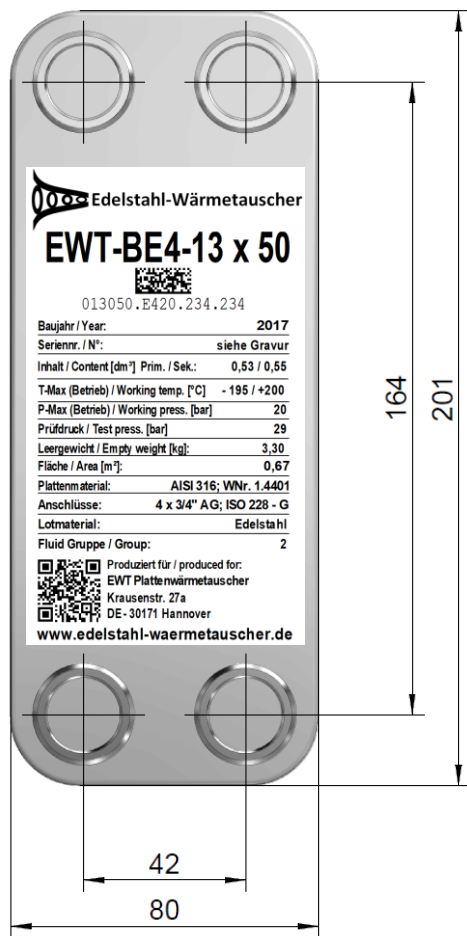 Edelstahl-Wärmetauscher
EWT-BE4-13 x 50
013050.E420.234.234
Baujahr / Year: 2017
Seriennr. / N°: siehe Gravur
Inhalt / Content [dm³] Prim. / Sek.: 0,53 / 0,55
T-Max (Betrieb) / Working temp. [°C] - 195 / +200
P-Max (Betrieb) / Working press. [bar] 20
Prüfdruck / Test press. [bar] 29
Leergewicht / Empty weight [kg]: 3,30
Fläche / Area [m²]: 0,67
Plattenmaterial: AISI 316; WNr. 1.4401
Anschlüsse: 4 x 3/4" AG; ISO 228 - G
Lotmaterial: Edelstahl
Fluid Gruppe / Group: 2
Produziert für / produced for:
EWT Plattenwärmetauscher
Krausenstr. 27a
DE - 30171 Hannover
www.edelstahl-waermetauscher.de
164
201
42
80